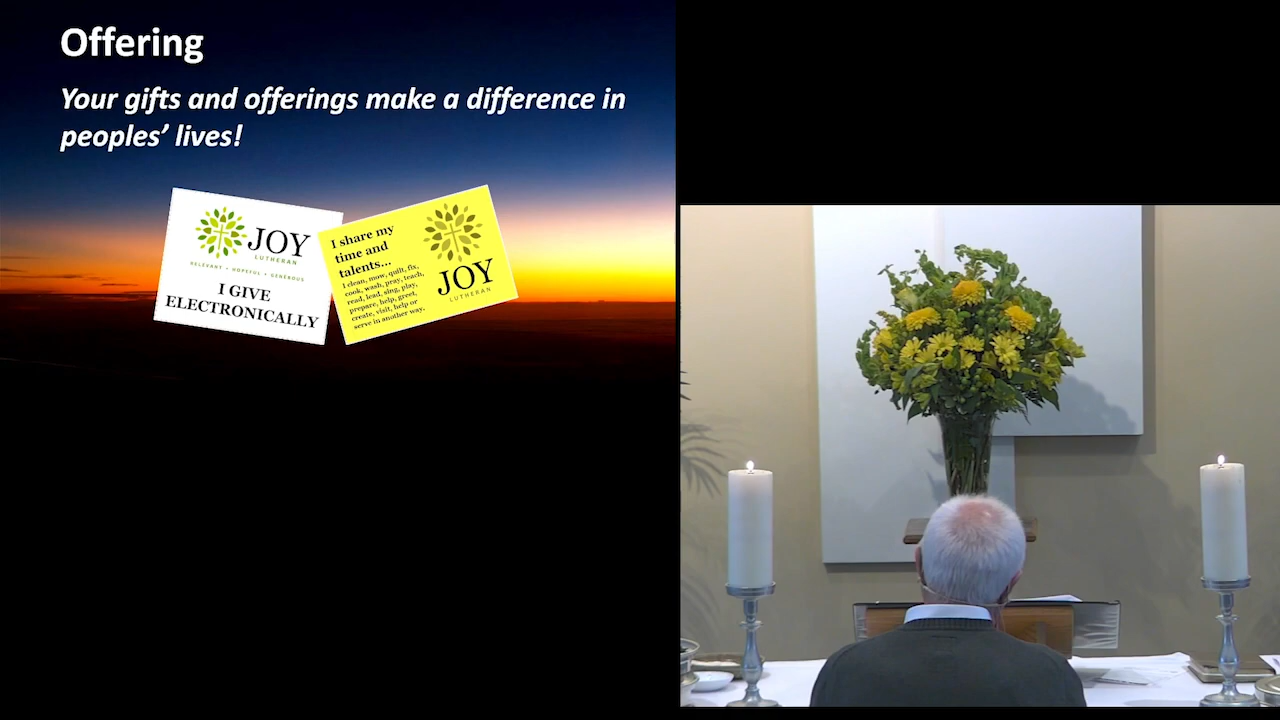 Offering
Your gifts and offerings make a difference in
peoples’ lives!
JOY
LUTHERAN
RELEVANT • HOPEFUL • GENEROUS
I GIVE
ELECTRONICALLY
I share my
time and
talents...
I clean, mow, quilt, fix,
cook, wash, pray, teach,
read, lead, sing, play,
prepare, help, greet,
create, visit, help or
serve in another way.
JOY
LUTHERAN